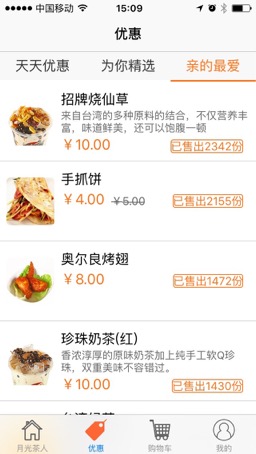 中国移动 15:09
优惠
天天优惠 为你精选 亲的最爱
招牌烧仙草
来自台湾的多种原料的结合，不仅营养丰
富，味道鲜美，还可以饱腹一顿
￥10.00 已售出2342份
手抓饼
￥4.00 ￥5.00 已售出2155份
奥尔良烤翅
￥8.00 已售出1472份
珍珠奶茶(红)
香浓淳厚的原味奶茶加上纯手工软Q珍
珠，双重美味不容错过。
￥10.00 已售出1430份
月光茶人 优惠 购物车 我的